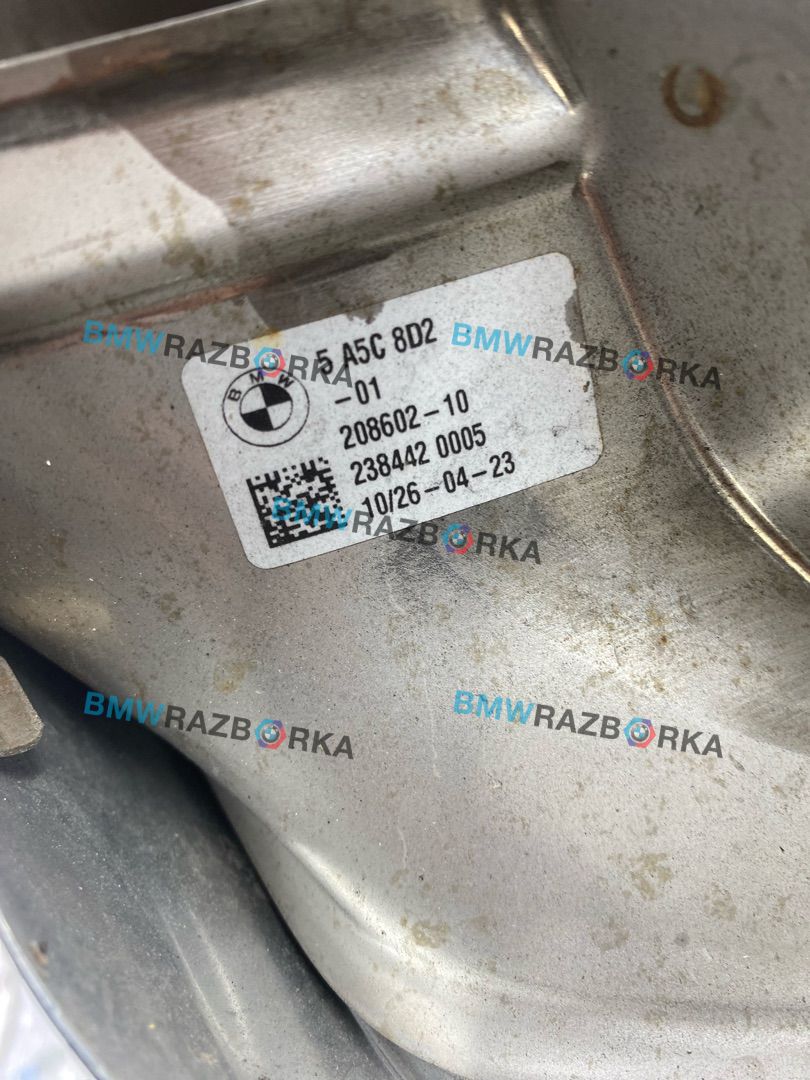 BMWRAZBORKA
BMWRAZBORKA
BMW
5 A5C 8D2
-01
208602-10
238442 0005
10/26-04-23
BMWRAZBORKA
BMWRAZBORKA
BMWRAZBORKA